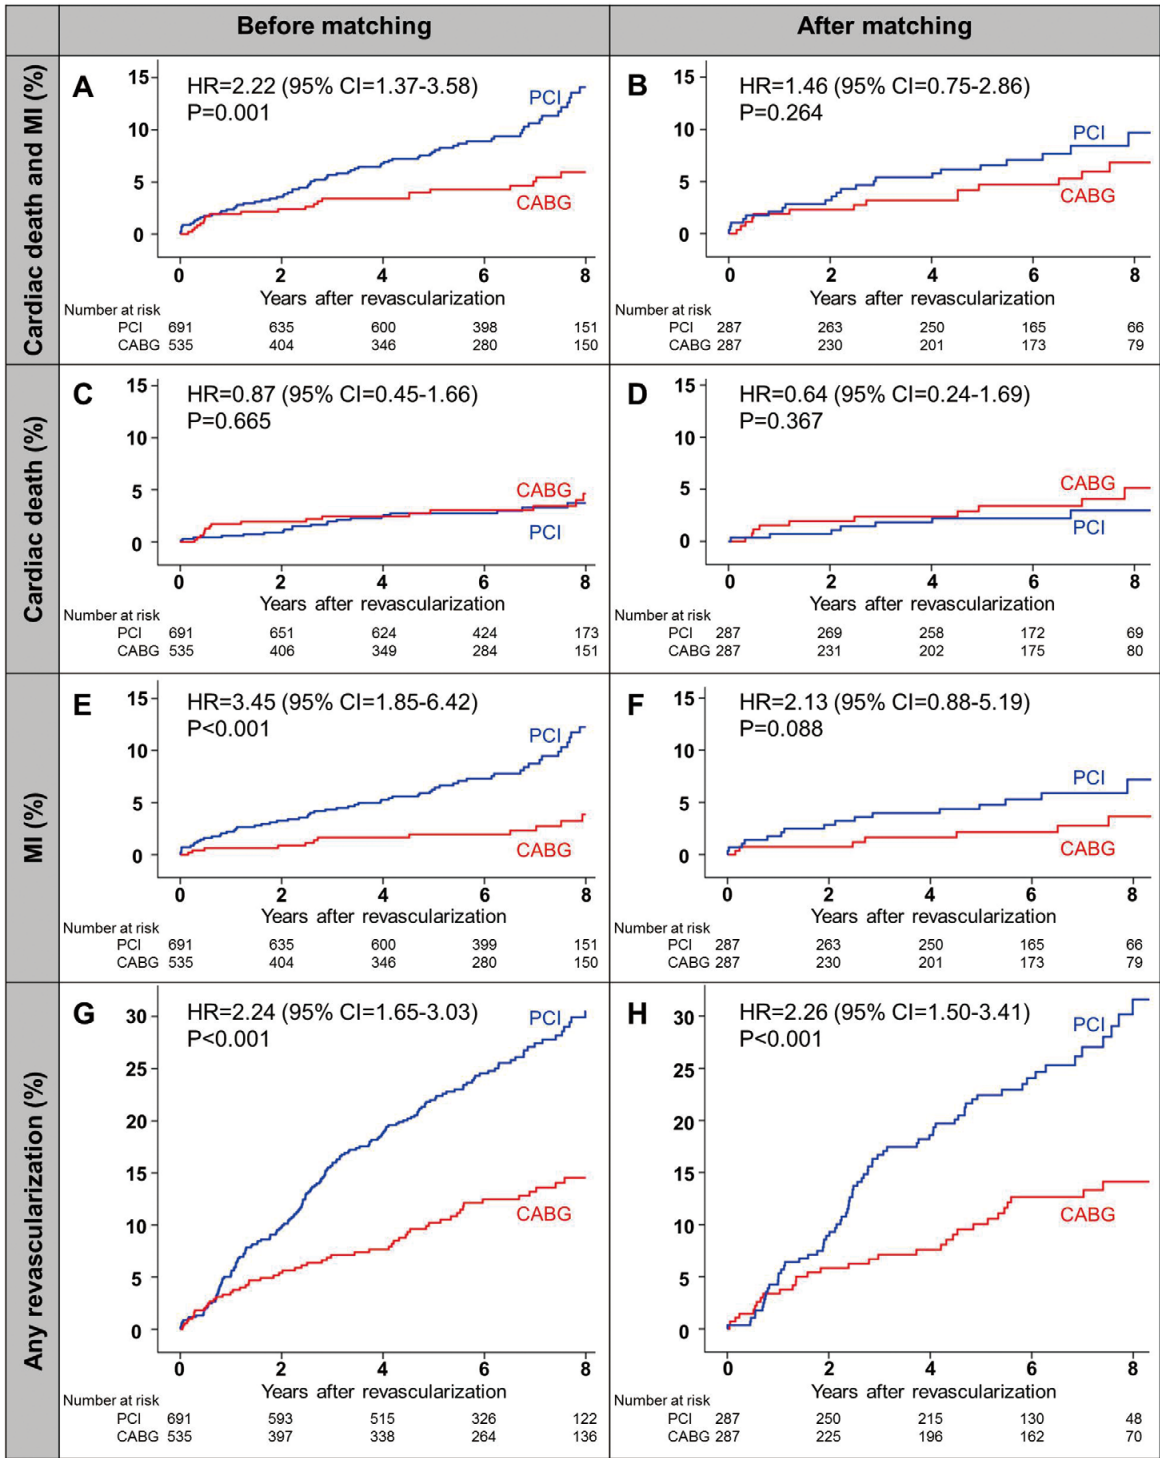 Before matching
After matching
Cardiac death and MI (%)
A
HR=2.22 (95% CI=1.37-3.58)
P=0.001
15
10
5
0
PCI
CABG
0 2 4 6 8
Years after revascularization
Number at risk
PCI 691 635 600 398 151
CABG 535 404 346 280 150
B
HR=1.46 (95% CI=0.75-2.86)
P=0.264
15
10
5
0
PCI
CABG
0 2 4 6 8
Years after revascularization
Number at risk
PCI 287 263 250 165 66
CABG 287 230 201 173 79
Cardiac death (%)
C
HR=0.87 (95% CI=0.45-1.66)
P=0.665
15
10
5
0
CABG
PCI
0 2 4 6 8
Years after revascularization
Number at risk
PCI 691 651 624 424 173
CABG 535 406 349 284 151
D
HR=0.64 (95% CI=0.24-1.69)
P=0.367
15
10
5
0
CABG
PCI
0 2 4 6 8
Years after revascularization
Number at risk
PCI 287 269 258 172 69
CABG 287 231 202 175 80
MI (%)
E
HR=3.45 (95% CI=1.85-6.42)
P<0.001
15
10
5
0
PCI
CABG
0 2 4 6 8
Years after revascularization
Number at risk
PCI 691 635 600 399 151
CABG 535 404 346 280 150
F
HR=2.13 (95% CI=0.88-5.19)
P=0.088
15
10
5
0
PCI
CABG
0 2 4 6 8
Years after revascularization
Number at risk
PCI 287 263 250 165 66
CABG 287 230 201 173 79
Any revascularization (%)
G
HR=2.24 (95% CI=1.65-3.03)
P<0.001
30
25
20
15
10
5
0
PCI
CABG
0 2 4 6 8
Years after revascularization
Number at risk
PCI 691 593 515 326 122
CABG 535 397 338 264 136
H
HR=2.26 (95% CI=1.50-3.41)
P<0.001
30
25
20
15
10
5
0
PCI
CABG
0 2 4 6 8
Years after revascularization
Number at risk
PCI 287 250 215 130 48
CABG 287 225 196 162 70